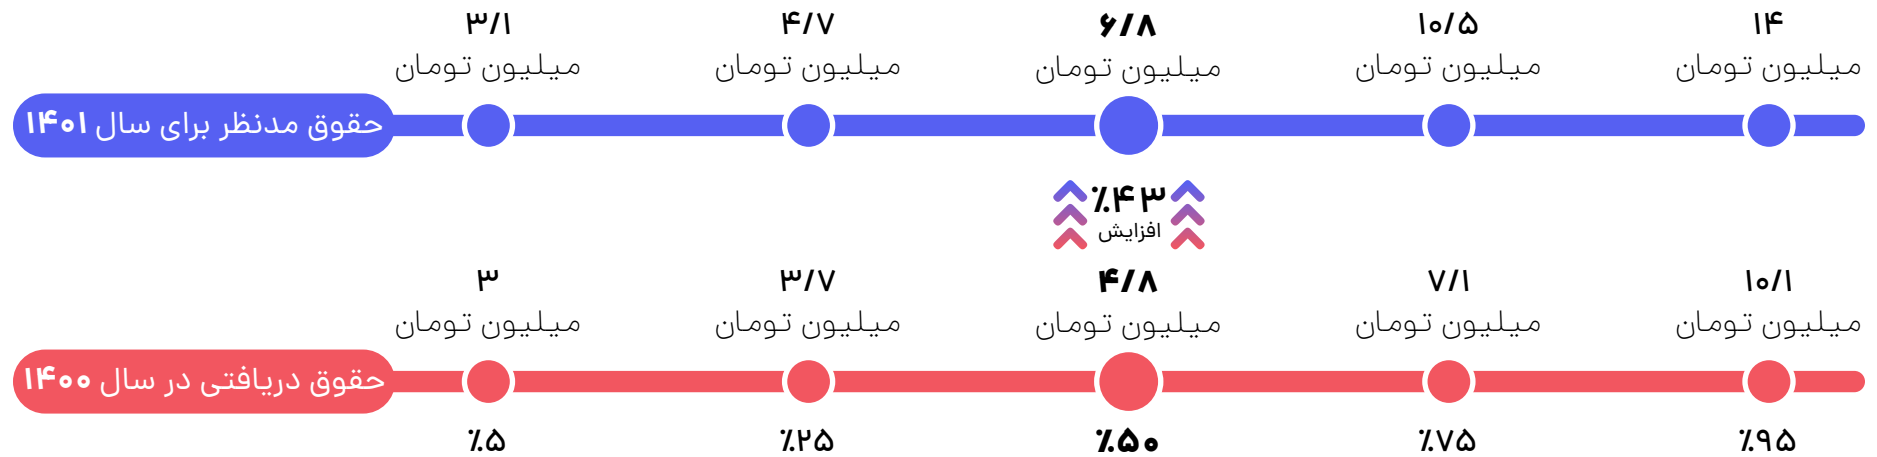 ۳/۱
میلیون تومان
۴/۷
میلیون تومان
۶/۸
میلیون تومان
۱۰/۵
میلیون تومان
۱۴
میلیون تومان
حقوق مدنظر برای سال ۱۴۰۱
٪۴۳
افزایش
۳
میلیون تومان
۳/۷
میلیون تومان
۴/۸
میلیون تومان
۷/۱
میلیون تومان
۱۰/۱
میلیون تومان
حقوق دریافتی در سال ۱۴۰۰
٪۵
٪۲۵
٪۵۰
٪۷۵
٪۹۵